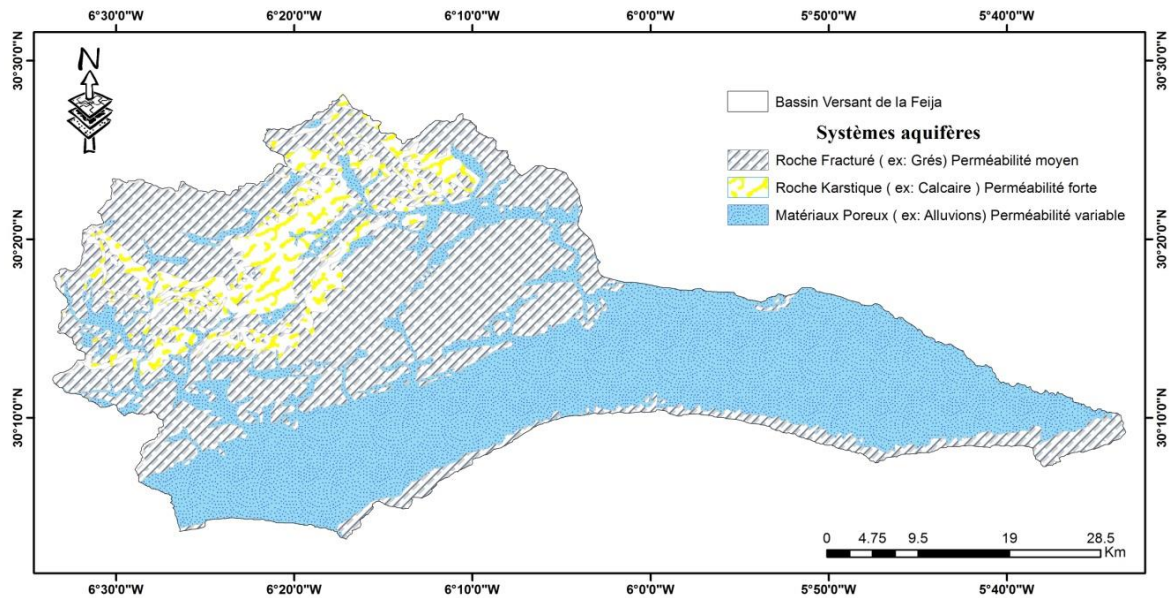 6°30'0"W 6°20'0"W 6°10'0"W 6°0'0"W 5°50'0"W 5°40'0"W
30°30'0"N 30°30'0"N
N
Bassin Versant de la Feija
Systèmes aquifères
Roche Fracturé ( ex: Grés) Perméabilité moyen
Roche Karstique ( ex: Calcaire ) Perméabilité forte
Matériaux Poreux ( ex: Alluvions) Perméabilité variable
30°20'0"N 30°20'0"N
30°10'0"N 30°10'0"N
0 4.75 9.5 19 28.5
Km
6°30'0"W 6°20'0"W 6°10'0"W 6°0'0"W 5°50'0"W 5°40'0"W